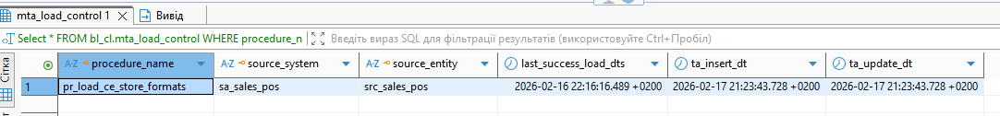 mta_load_control 1
Вивід
Select * FROM bl_cl.mta_load_control WHERE procedure_n
Введіть вираз SQL для фільтрації результатів (використовуйте Ctrl+Пробіл)
Сітка
A-Z procedure_name
A-Z source_system
A-Z source_entity
last_success_load_dts
ta_insert_dt
ta_update_dt
1
pr_load_ce_store_formats
sa_sales_pos
src_sales_pos
2026-02-16 22:16:16.489 +0200
2026-02-17 21:23:43.728 +0200
2026-02-17 21:23:43.728 +0200